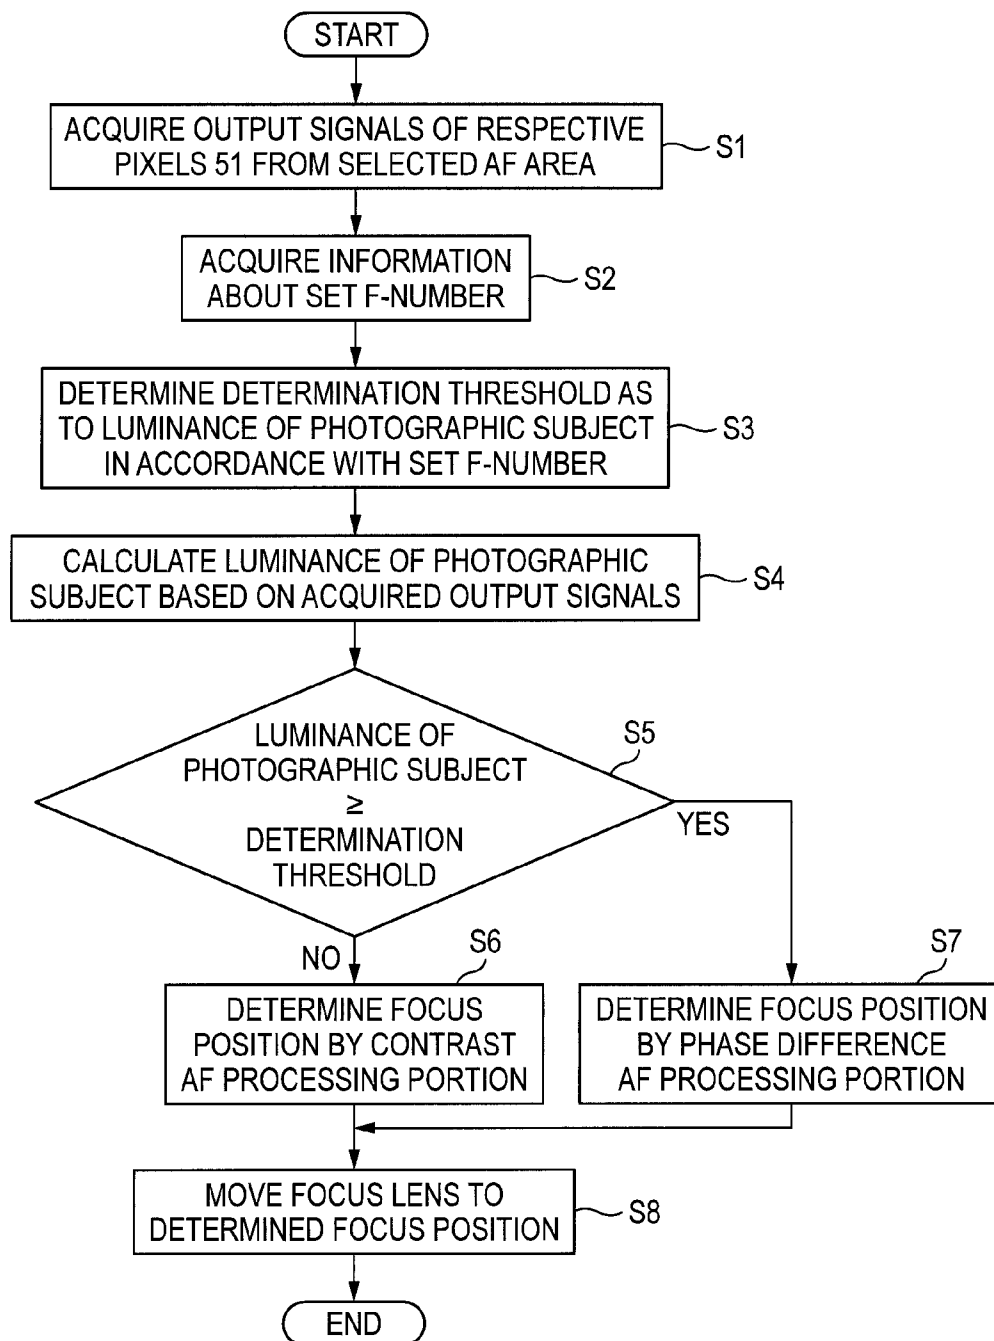 START
ACQUIRE OUTPUT SIGNALS OF RESPECTIVE
PIXELS 51 FROM SELECTED AF AREA
S1
ACQUIRE INFORMATION
ABOUT SET F-NUMBER
S2
DETERMINE DETERMINATION THRESHOLD AS
TO LUMINANCE OF PHOTOGRAPHIC SUBJECT
IN ACCORDANCE WITH SET F-NUMBER
S3
CALCULATE LUMINANCE OF PHOTOGRAPHIC
SUBJECT BASED ON ACQUIRED OUTPUT SIGNALS
S4
LUMINANCE OF
PHOTOGRAPHIC SUBJECT
≥
DETERMINATION
THRESHOLD
S5
YES
NO
S6
DETERMINE FOCUS
POSITION BY CONTRAST
AF PROCESSING PORTION
S7
DETERMINE FOCUS POSITION
BY PHASE DIFFERENCE
AF PROCESSING PORTION
MOVE FOCUS LENS TO
DETERMINED FOCUS POSITION
S8
END